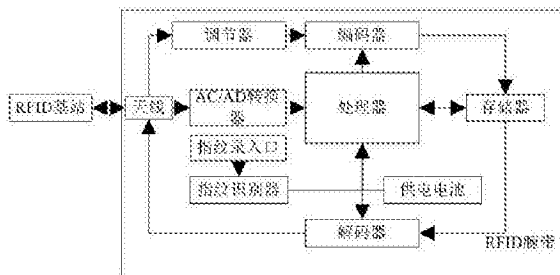 调节器
编码器
RFID基站
天线
AC/AD转换
器
处理器
存储器
指纹录入口
指纹识别器
供电电池
解码器
RFID腕带